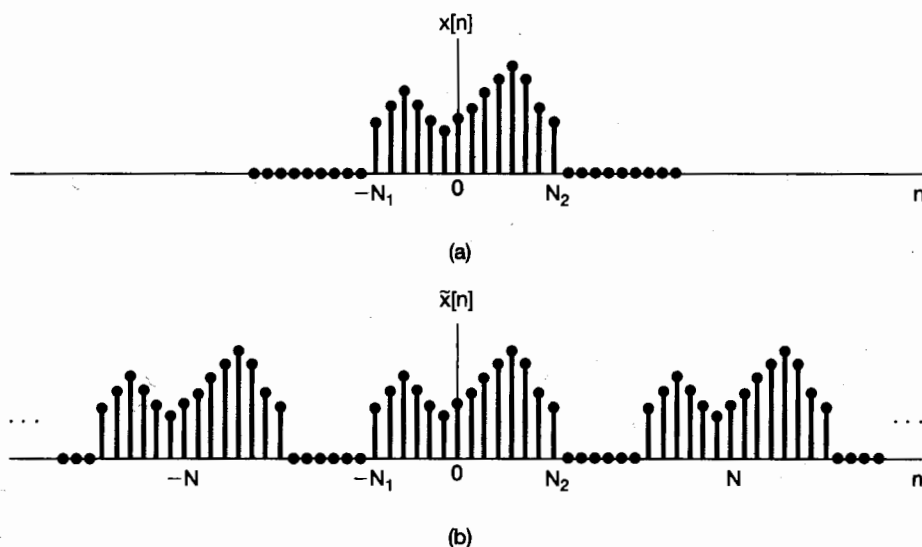 x[n]
−N₁ 0 N₂ n
(a)
x̃[n]
... ...
−N −N₁ 0 N₂ N n
(b)